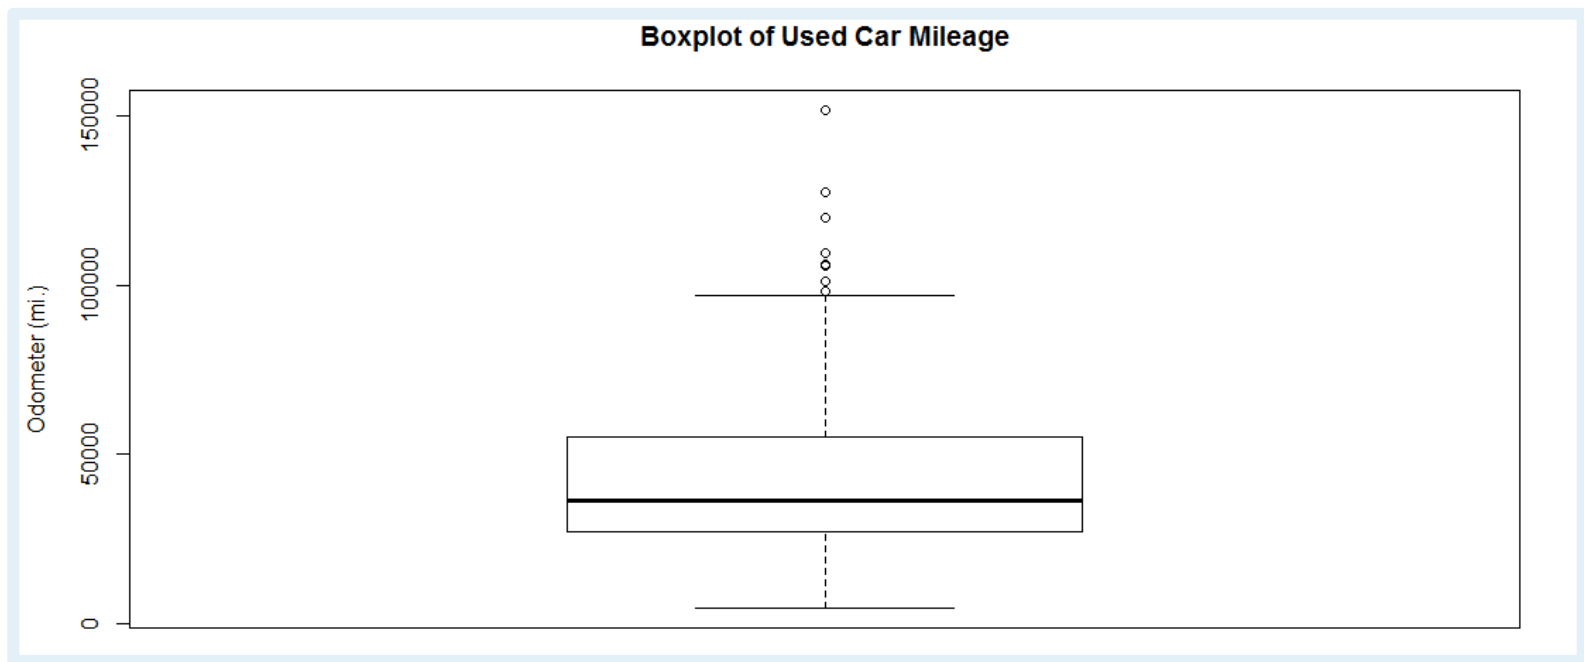 Boxplot of Used Car Mileage
Odometer (mi.)
150000
100000
50000
0